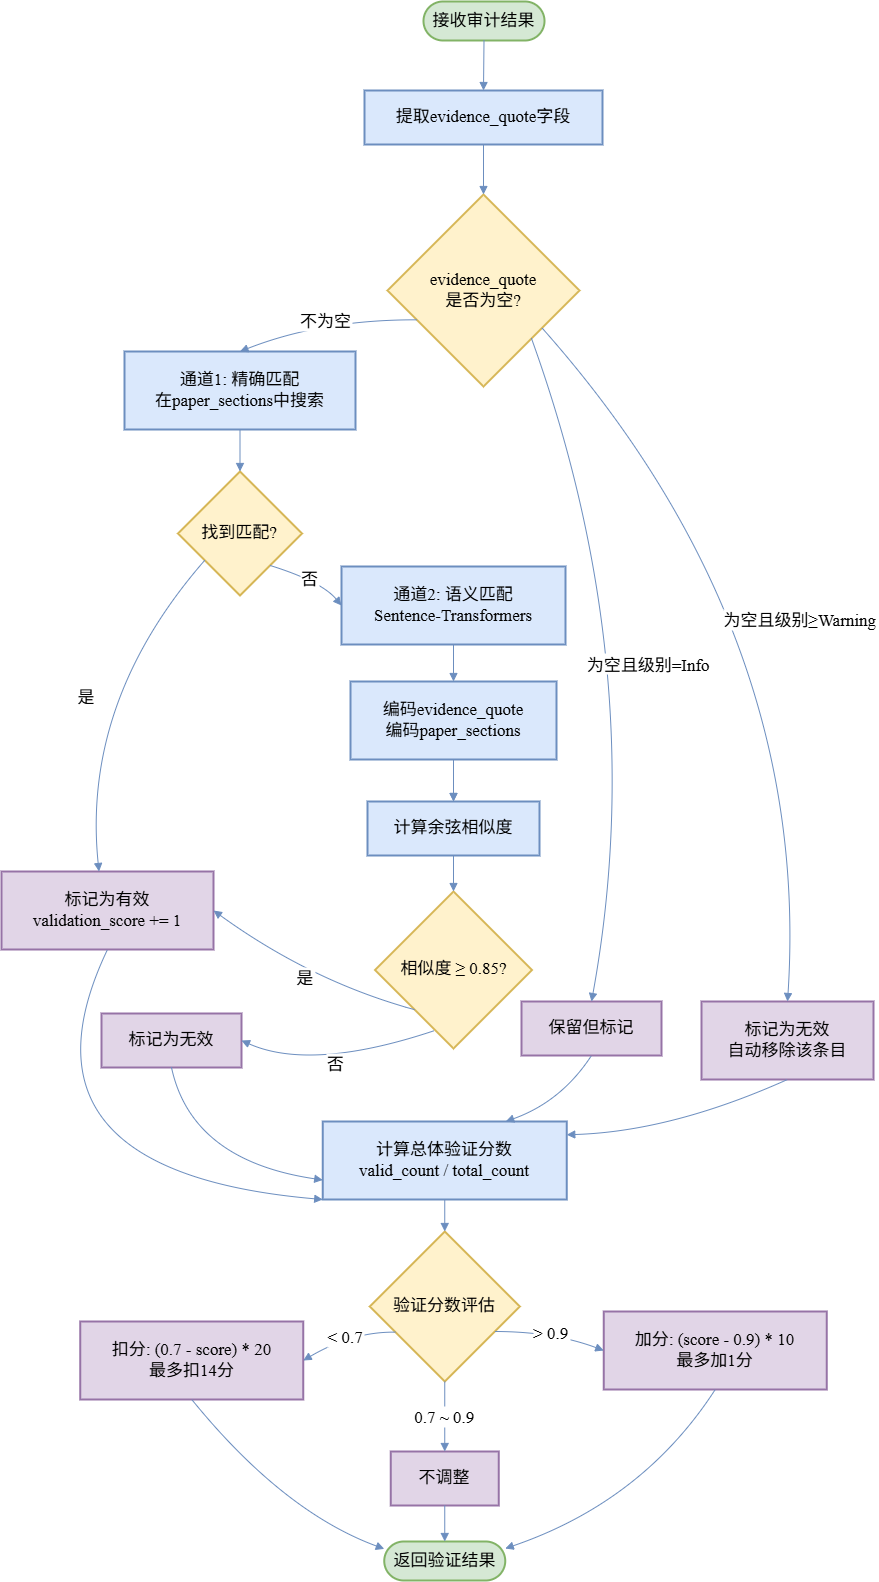 接收审计结果
提取evidence_quote字段
evidence_quote
是否为空?
不为空
通道1: 精确匹配
在paper_sections中搜索
找到匹配?
否
通道2: 语义匹配
Sentence-Transformers
为空且级别≥Warning
为空且级别=Info
是
编码evidence_quote
编码paper_sections
计算余弦相似度
标记为有效
validation_score += 1
相似度 ≥ 0.85?
是
否
标记为无效
保留但标记
标记为无效
自动移除该条目
计算总体验证分数
valid_count / total_count
验证分数评估
< 0.7
> 0.9
扣分: (0.7 - score) * 20
最多扣14分
加分: (score - 0.9) * 10
最多加1分
0.7 ~ 0.9
不调整
返回验证结果